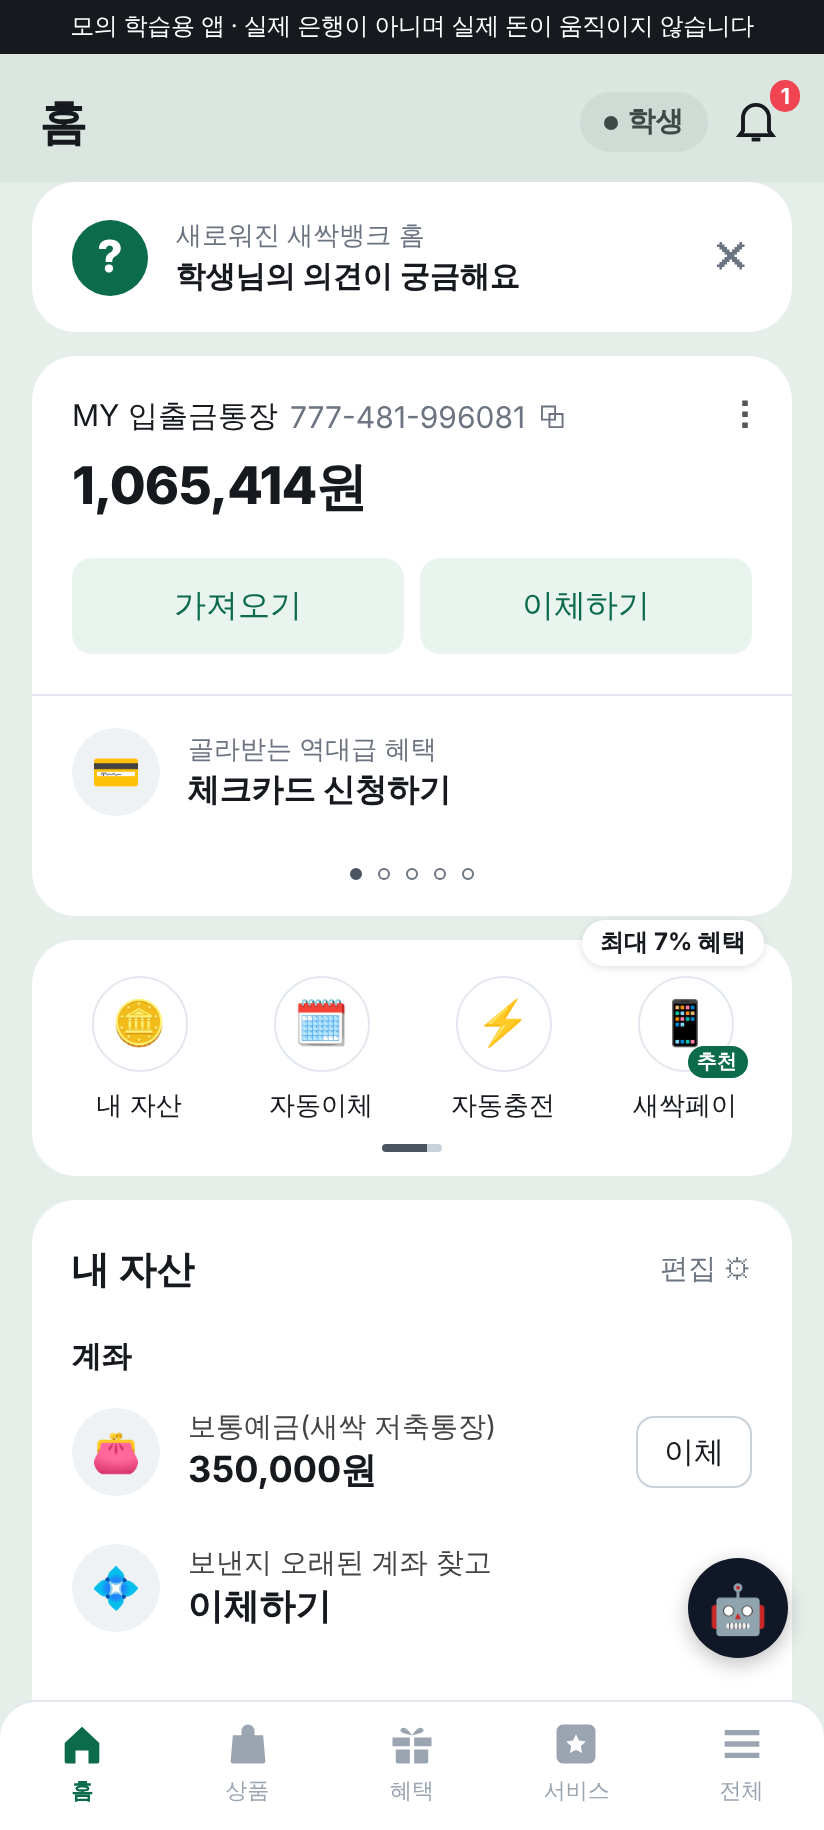 모의 학습용 앱 · 실제 은행이 아니며 실제 돈이 움직이지 않습니다
홈
학생
1
?
새로워진 새싹뱅크 홈
학생님의 의견이 궁금해요
MY 입출금통장 777-481-996081
1,065,414원
가져오기 이체하기
골라받는 역대급 혜택
체크카드 신청하기
최대 7% 혜택
추천
내 자산 자동이체 자동충전 새싹페이
내 자산 편집
계좌
보통예금(새싹 저축통장)
350,000원
이체
보낸지 오래된 계좌 찾고
이체하기
홈 상품 혜택 서비스 전체